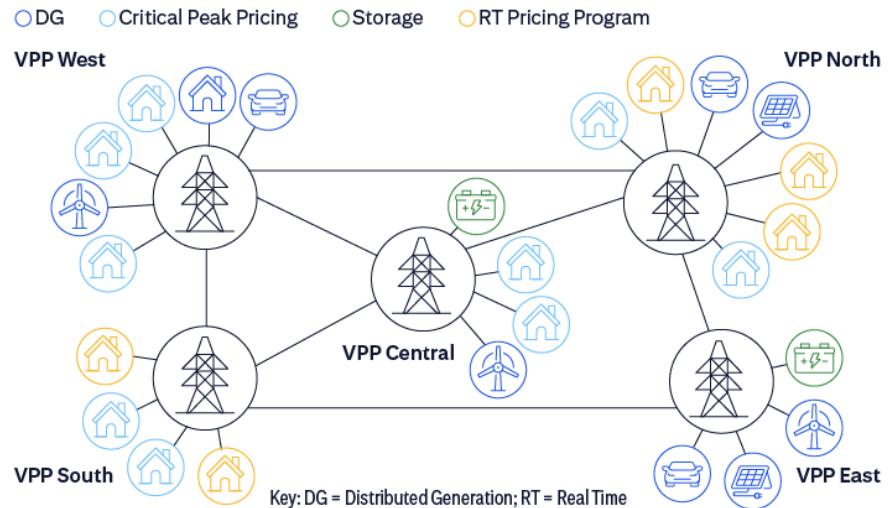 DG Critical Peak Pricing Storage RT Pricing Program
VPP West
VPP North
VPP Central
VPP South
VPP East
Key: DG = Distributed Generation; RT = Real Time